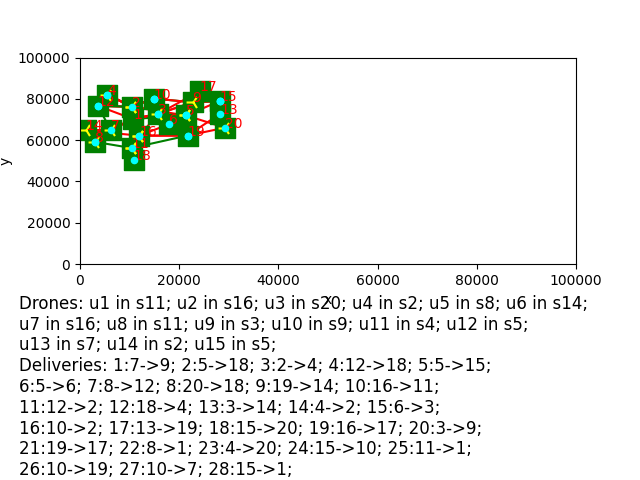 100000
80000
60000
40000
20000
0
y
0 20000 40000 60000 80000 100000
x
Drones: u1 in s11; u2 in s16; u3 in s20; u4 in s2; u5 in s8; u6 in s14;
u7 in s16; u8 in s11; u9 in s3; u10 in s9; u11 in s4; u12 in s5;
u13 in s7; u14 in s2; u15 in s5;
Deliveries: 1:7->9; 2:5->18; 3:2->4; 4:12->18; 5:5->15;
6:5->6; 7:8->12; 8:20->18; 9:19->14; 10:16->11;
11:12->2; 12:18->4; 13:3->14; 14:4->2; 15:6->3;
16:10->2; 17:13->19; 18:15->20; 19:16->17; 20:3->9;
21:19->17; 22:8->1; 23:4->20; 24:15->10; 25:11->1;
26:10->19; 27:10->7; 28:15->1;